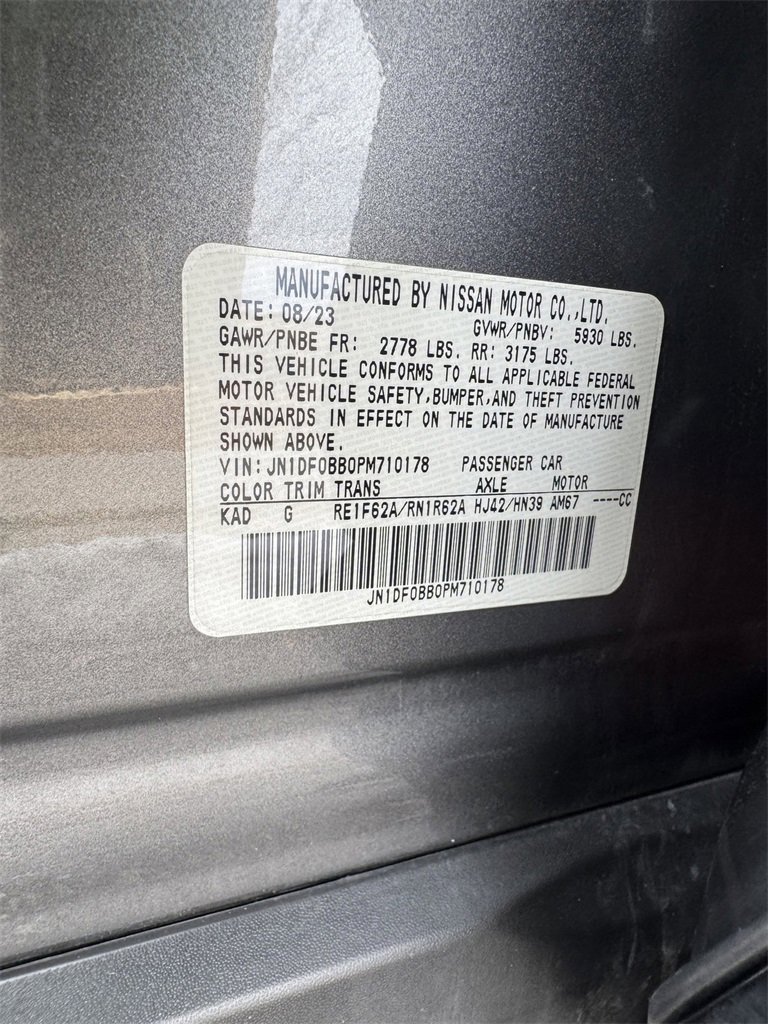 MANUFACTURED BY NISSAN MOTOR CO.,LTD.
DATE: 08/23 GVWR/PNBV: 5930 LBS.
GAWR/PNBE FR: 2778 LBS. RR: 3175 LBS.
THIS VEHICLE CONFORMS TO ALL APPLICABLE FEDERAL
MOTOR VEHICLE SAFETY,BUMPER,AND THEFT PREVENTION
STANDARDS IN EFFECT ON THE DATE OF MANUFACTURE
SHOWN ABOVE.
VIN:JN1DF0BB0PM710178 PASSENGER CAR
COLOR TRIM TRANS AXLE MOTOR
KAD G RE1F62A/RN1R62A HJ42/HN39 AM67 ----CC
JN1DF0BB0PM710178